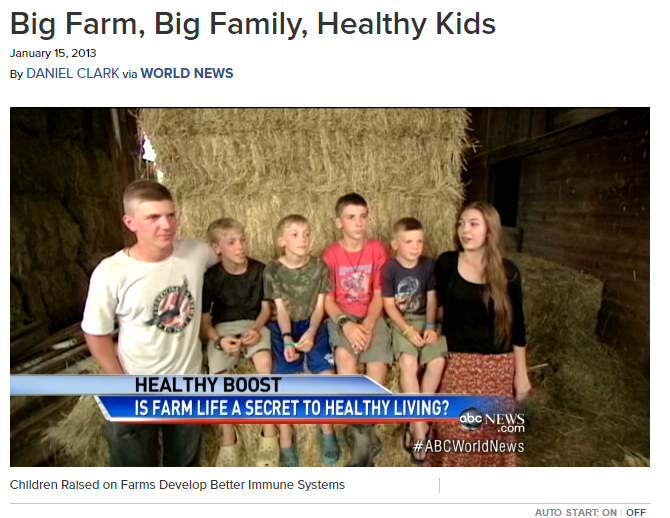 Big Farm, Big Family, Healthy Kids
January 15, 2013
By DANIEL CLARK via WORLD NEWS
HEALTHY BOOST
IS FARM LIFE A SECRET TO HEALTHY LIVING?
abc NEWS
.com
#ABCWorldNews
Children Raised on Farms Develop Better Immune Systems
AUTO START: ON | OFF